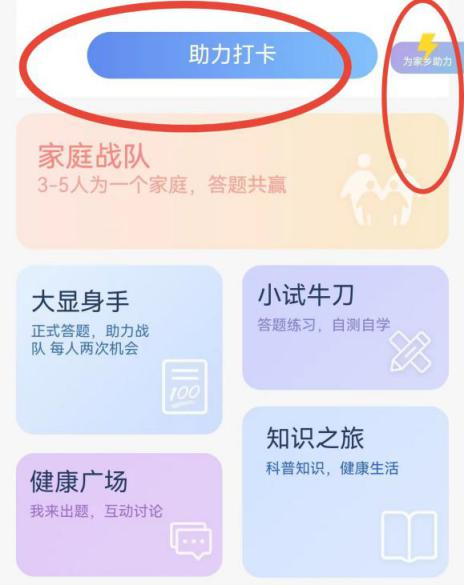 助力打卡
为家乡助力
家庭战队
3-5人为一个家庭，答题共赢
大显身手
正式答题，助力战
队 每人两次机会
100
小试牛刀
答题练习，自测自学
知识之旅
科普知识，健康生活
健康广场
我来出题，互动讨论